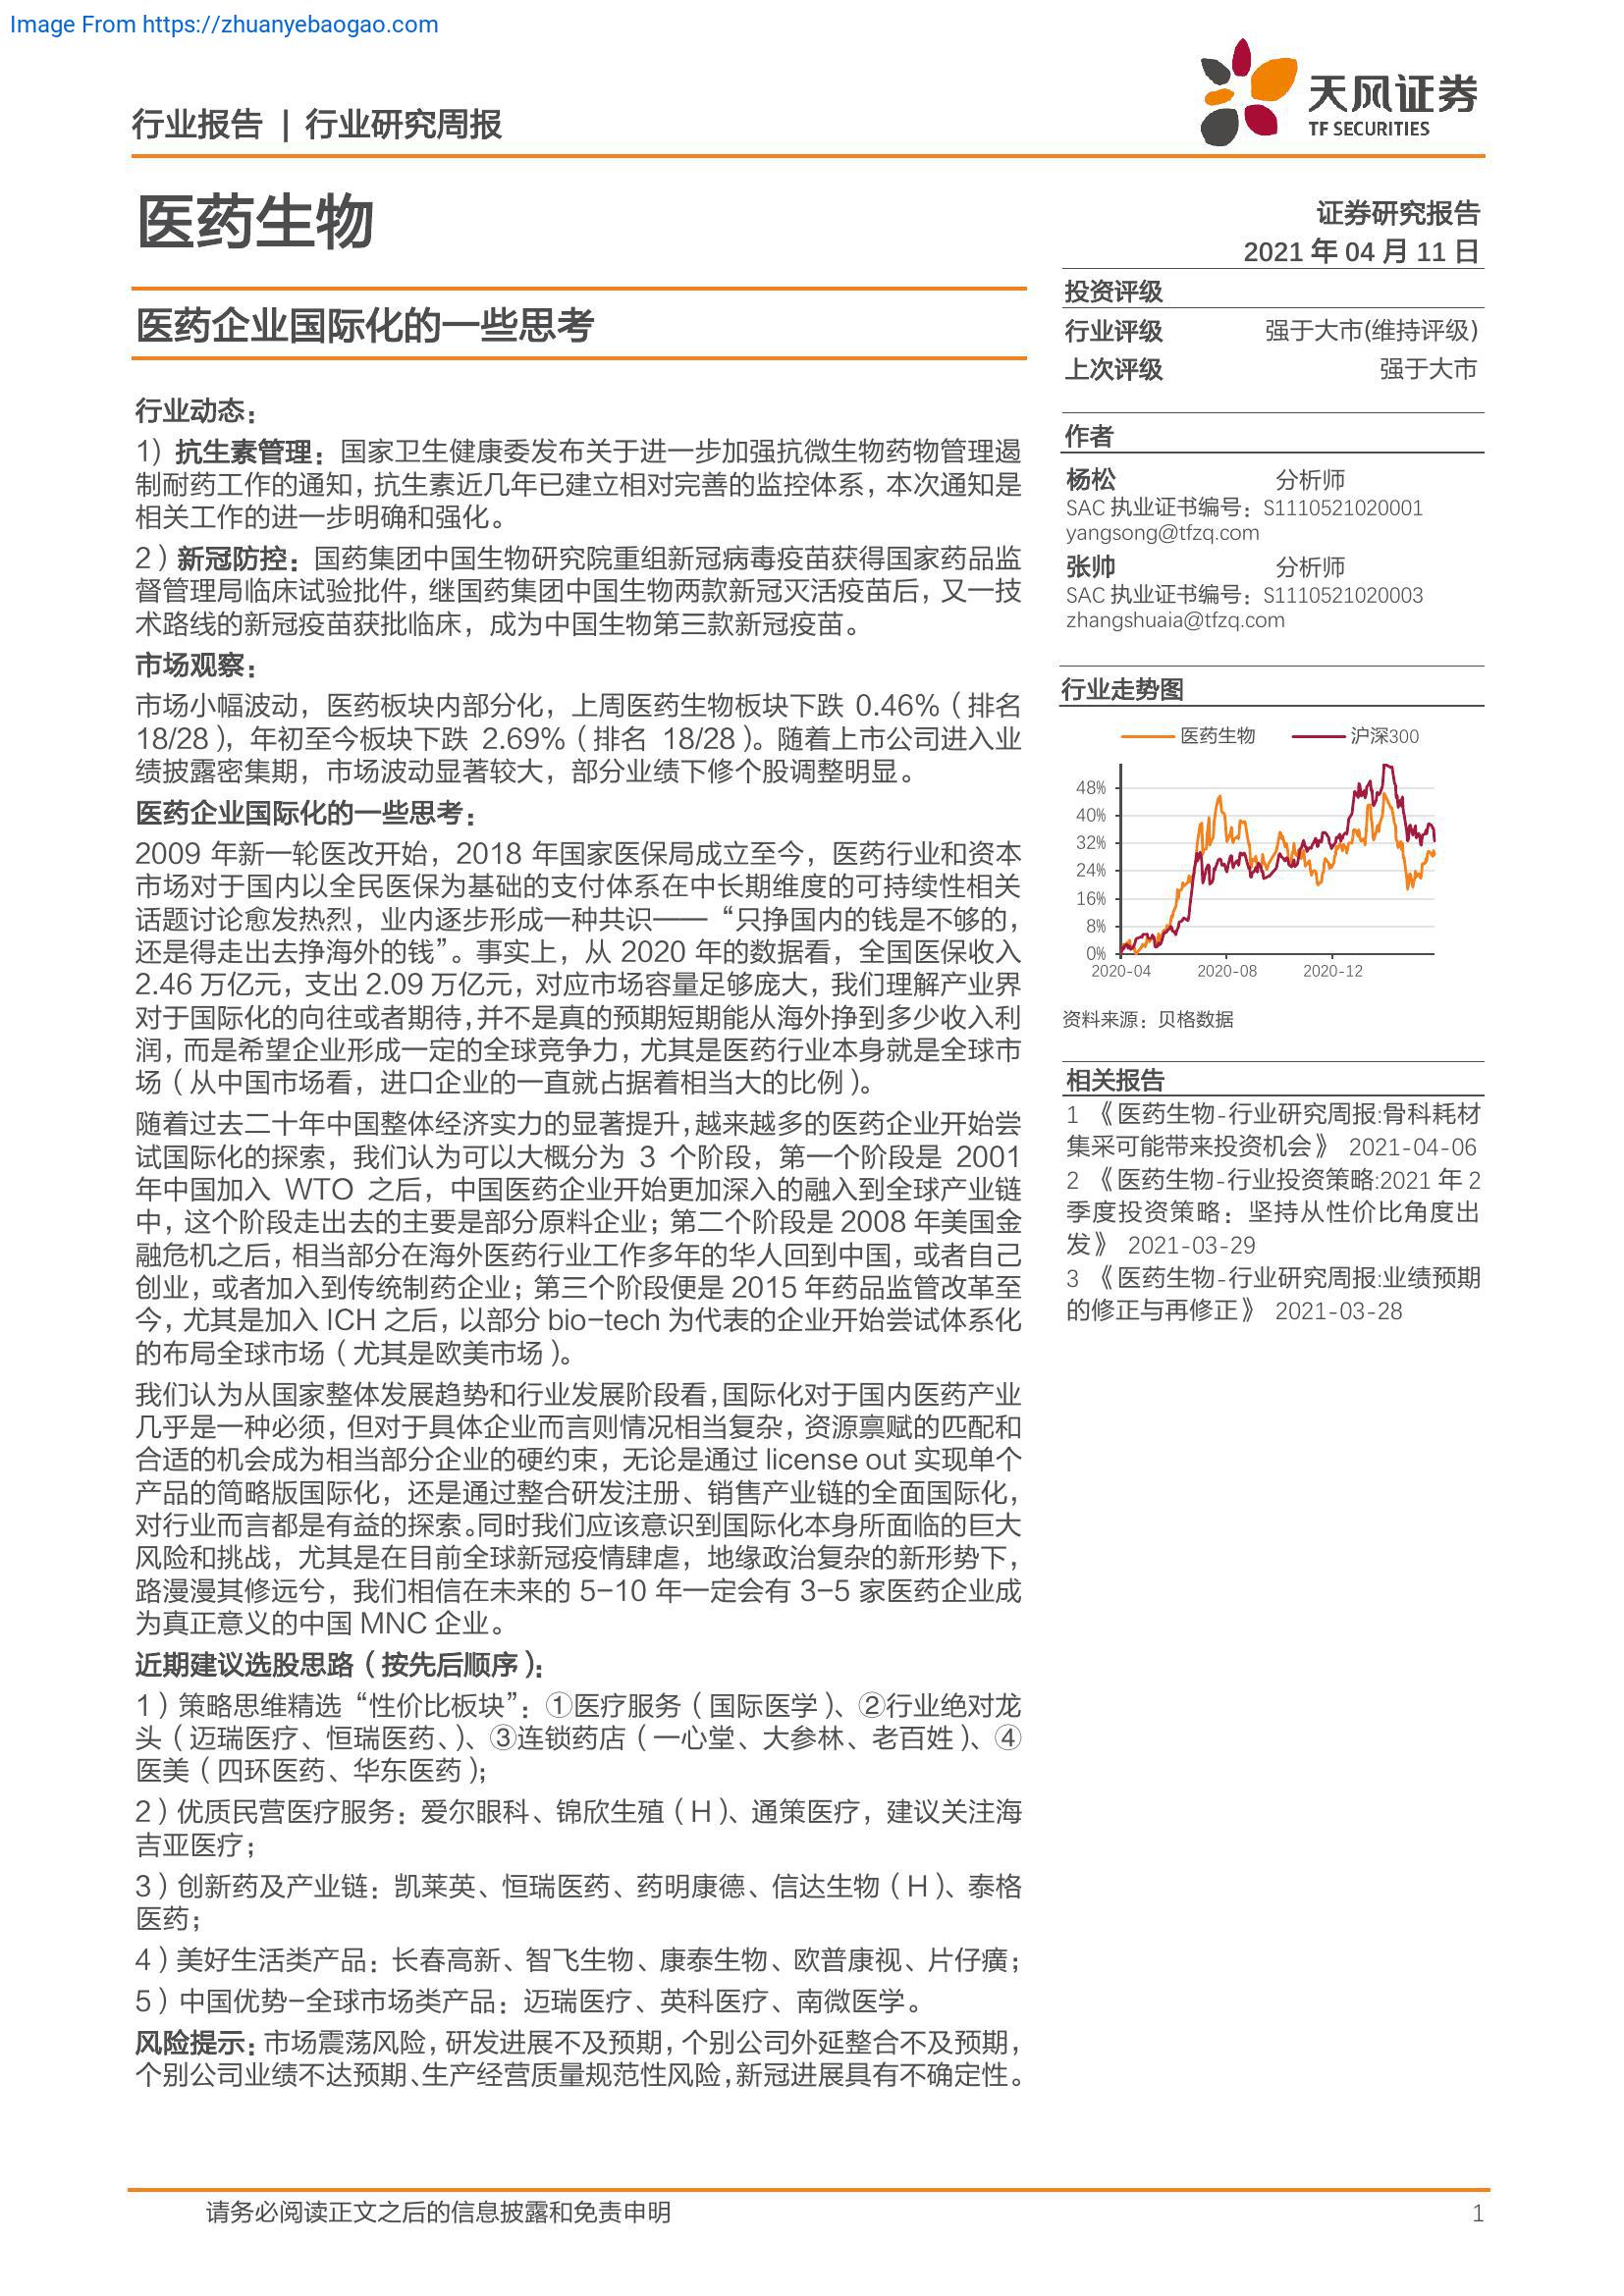 Image From https://zhuanyebaogao.com
行业报告 | 行业研究周报
天风证券
TF SECURITIES
医药生物
证券研究报告
2021 年 04 月 11 日
医药企业国际化的一些思考
投资评级
行业评级 强于大市(维持评级)
上次评级 强于大市
行业动态：
1）抗生素管理：国家卫生健康委发布关于进一步加强抗微生物药物管理遏
制耐药工作的通知，抗生素近几年已建立相对完善的监控体系，本次通知是
相关工作的进一步明确和强化。
2）新冠防控：国药集团中国生物研究院重组新冠病毒疫苗获得国家药品监
督管理局临床试验批件，继国药集团中国生物两款新冠灭活疫苗后，又一技
术路线的新冠疫苗获批临床，成为中国生物第三款新冠疫苗。
市场观察：
市场小幅波动，医药板块内部分化，上周医药生物板块下跌 0.46%（排名
18/28），年初至今板块下跌 2.69%（排名 18/28）。随着上市公司进入业
绩披露密集期，市场波动显著较大，部分业绩下修个股调整明显。
医药企业国际化的一些思考：
2009 年新一轮医改开始，2018 年国家医保局成立至今，医药行业和资本
市场对于国内以全民医保为基础的支付体系在中长期维度的可持续性相关
话题讨论愈发热烈，业内逐步形成一种共识——“只挣国内的钱是不够的，
还是得走出去挣海外的钱”。事实上，从 2020 年的数据看，全国医保收入
2.46 万亿元，支出 2.09 万亿元，对应市场容量足够庞大，我们理解产业界
对于国际化的向往或者期待，并不是真的预期短期能从海外挣到多少收入利
润，而是希望企业形成一定的全球竞争力，尤其是医药行业本身就是全球市
场（从中国市场看，进口企业的一直就占据着相当大的比例）。
随着过去二十年中国整体经济实力的显著提升，越来越多的医药企业开始尝
试国际化的探索，我们认为可以大概分为 3 个阶段，第一个阶段是 2001
年中国加入 WTO 之后，中国医药企业开始更加深入的融入到全球产业链
中，这个阶段走出去的主要是部分原料企业；第二个阶段是 2008 年美国金
融危机之后，相当部分在海外医药行业工作多年的华人回到中国，或者自己
创业，或者加入到传统制药企业；第三个阶段便是 2015 年药品监管改革至
今，尤其是加入 ICH 之后，以部分 bio-tech 为代表的企业开始尝试体系化
的布局全球市场（尤其是欧美市场）。
我们认为从国家整体发展趋势和行业发展阶段看，国际化对于国内医药产业
几乎是一种必须，但对于具体企业而言则情况相当复杂，资源禀赋的匹配和
合适的机会成为相当部分企业的硬约束，无论是通过 license out 实现单个
产品的简略版国际化，还是通过整合研发注册、销售产业链的全面国际化，
对行业而言都是有益的探索。同时我们应该意识到国际化本身所面临的巨大
风险和挑战，尤其是在目前全球新冠疫情肆虐，地缘政治复杂的新形势下，
路漫漫其修远兮，我们相信在未来的 5-10 年一定会有 3-5 家医药企业成
为真正意义的中国 MNC 企业。
近期建议选股思路（按先后顺序）：
1）策略思维精选“性价比板块”：①医疗服务（国际医学）、②行业绝对龙
头（迈瑞医疗、恒瑞医药、）、③连锁药店（一心堂、大参林、老百姓）、④
医美（四环医药、华东医药）；
2）优质民营医疗服务：爱尔眼科、锦欣生殖（H）、通策医疗，建议关注海
吉亚医疗；
3）创新药及产业链：凯莱英、恒瑞医药、药明康德、信达生物（H）、泰格
医药；
4）美好生活类产品：长春高新、智飞生物、康泰生物、欧普康视、片仔癀；
5）中国优势-全球市场类产品：迈瑞医疗、英科医疗、南微医学。
风险提示：市场震荡风险，研发进展不及预期，个别公司外延整合不及预期，
个别公司业绩不达预期、生产经营质量规范性风险，新冠进展具有不确定性。
作者
杨松 分析师
SAC 执业证书编号：S1110521020001
yangsong@tfzq.com
张帅 分析师
SAC 执业证书编号：S1110521020003
zhangshuaia@tfzq.com
行业走势图
医药生物 沪深300
48%
40%
32%
24%
16%
8%
0%
2020-04 2020-08 2020-12
资料来源：贝格数据
相关报告
1 《医药生物-行业研究周报:骨科耗材
集采可能带来投资机会》 2021-04-06
2 《医药生物-行业投资策略:2021 年 2
季度投资策略：坚持从性价比角度出
发》 2021-03-29
3 《医药生物-行业研究周报:业绩预期
的修正与再修正》 2021-03-28
请务必阅读正文之后的信息披露和免责申明 1